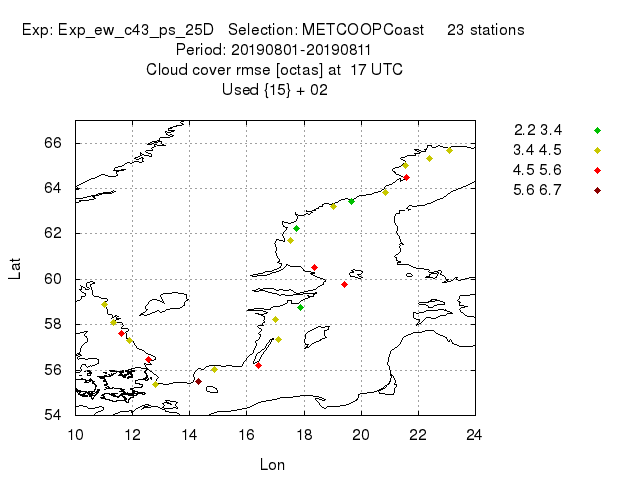 Exp: Exp_ew_c43_ps_25D   Selection: METCOOPCoast     23 stations
Period: 20190801-20190811
Cloud cover rmse [octas] at  17 UTC
Used {15} + 02
2.2 3.4
3.4 4.5
4.5 5.6
5.6 6.7
Lat
66
64
62
60
58
56
54
10 12 14 16 18 20 22 24
Lon